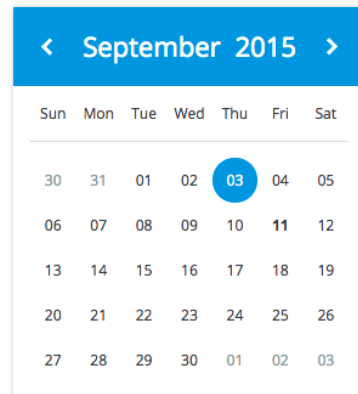 September 2015
Sun Mon Tue Wed Thu Fri Sat
30 31 01 02 03 04 05
06 07 08 09 10 11 12
13 14 15 16 17 18 19
20 21 22 23 24 25 26
27 28 29 30 01 02 03